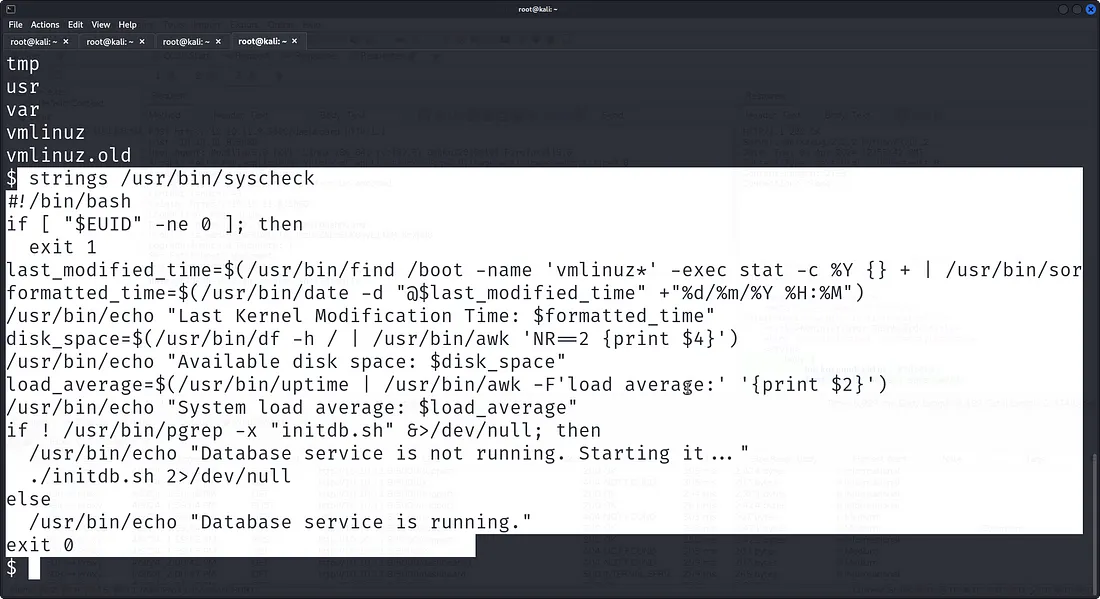 root@kali: ~
File Actions Edit View Help
root@kali: ~ × root@kali: ~ × root@kali: ~ × root@kali: ~ ×
tmp
usr
var
vmlinuz
vmlinuz.old
$ strings /usr/bin/syscheck
#!/bin/bash
if [ "$EUID" -ne 0 ]; then
  exit 1
last_modified_time=$(/usr/bin/find /boot -name 'vmlinuz*' -exec stat -c %Y {} + | /usr/bin/sor
formatted_time=$(/usr/bin/date -d "@$last_modified_time" +"%d/%m/%Y %H:%M")
/usr/bin/echo "Last Kernel Modification Time: $formatted_time"
disk_space=$(/usr/bin/df -h / | /usr/bin/awk 'NR==2 {print $4}')
/usr/bin/echo "Available disk space: $disk_space"
load_average=$(/usr/bin/uptime | /usr/bin/awk -F'load average:' '{print $2}')
/usr/bin/echo "System load average: $load_average"
if ! /usr/bin/pgrep -x "initdb.sh" &>/dev/null; then
  /usr/bin/echo "Database service is not running. Starting it..."
  ./initdb.sh 2>/dev/null
else
  /usr/bin/echo "Database service is running."
exit 0
$